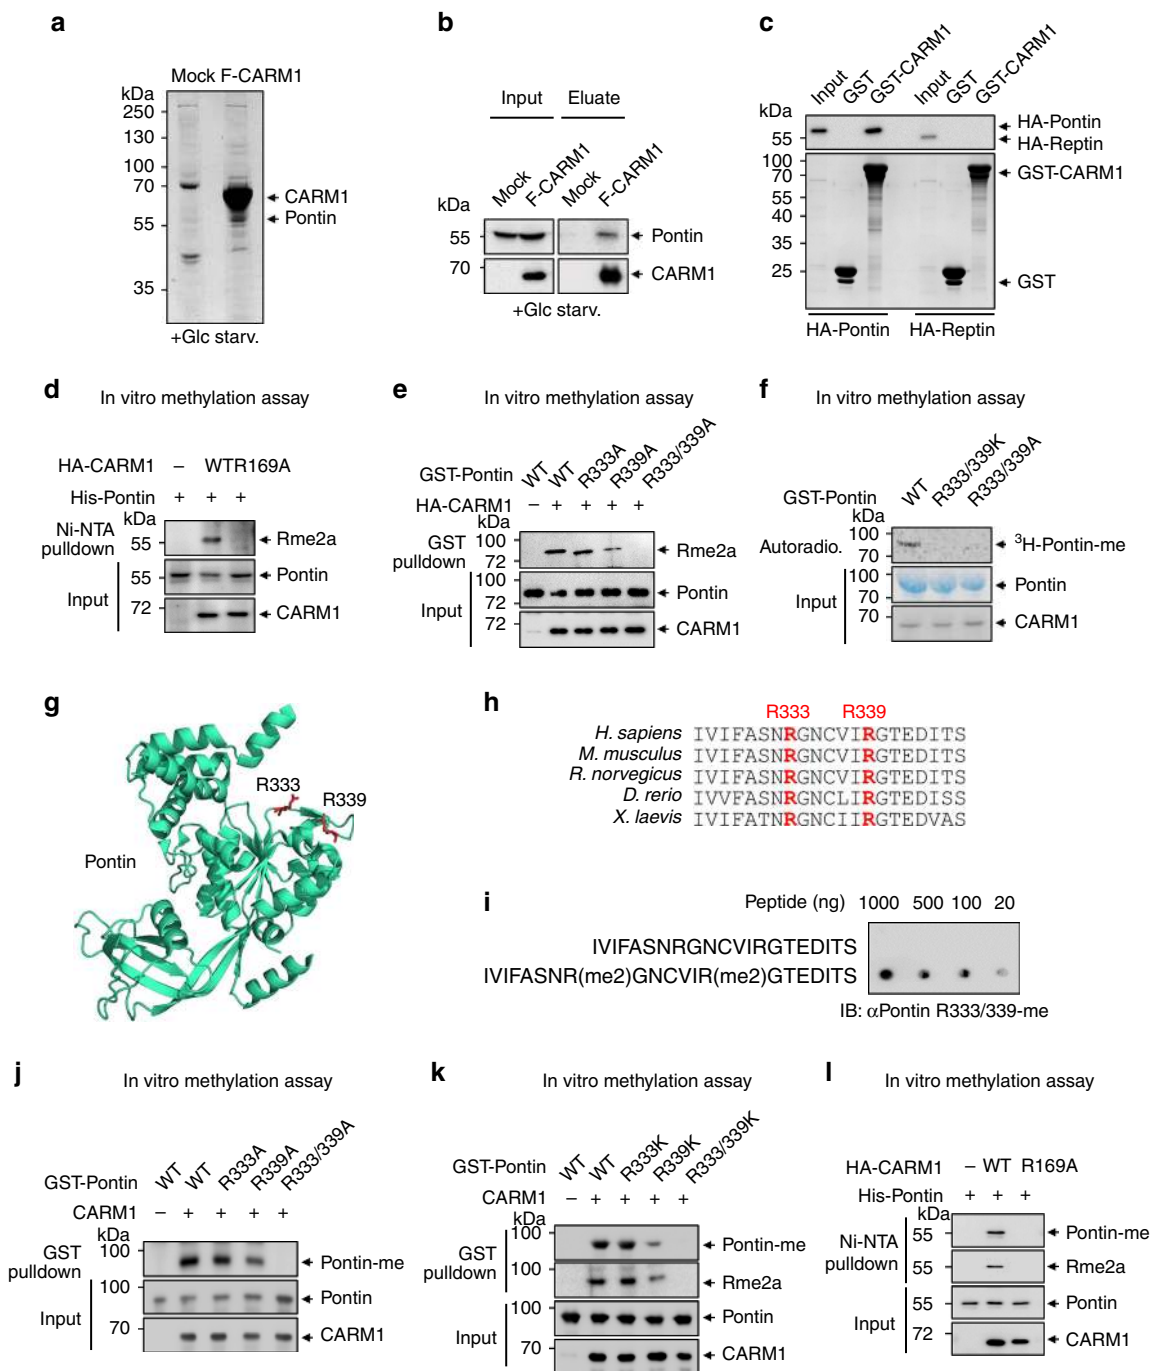 a
Mock F-CARM1
kDa
250
130
100
70
55
35
CARM1
Pontin
+Glc starv.
b
Input Eluate
Mock F-CARM1 Mock F-CARM1
kDa
55
70
Pontin
CARM1
+Glc starv.
c
Input GST GST-CARM1 Input GST GST-CARM1
kDa
55
HA-Pontin
HA-Reptin
100
70
55
40
35
25
GST-CARM1
GST
HA-Pontin HA-Reptin
d
In vitro methylation assay
HA-CARM1 – WTR169A
His-Pontin + + +
kDa
Ni-NTA pulldown 55 Rme2a
Input 55 Pontin
72 CARM1
e
In vitro methylation assay
GST-Pontin WT WT R333A R339A R333/339A
HA-CARM1 – + + + +
kDa
GST pulldown 100 72 Rme2a
Input 100 72 Pontin
72 CARM1
f
In vitro methylation assay
GST-Pontin WT R333/339K R333/339A
kDa
Autoradio. 100 70 ³H-Pontin-me
Input 100 70 Pontin
70 CARM1
g
R333
R339
Pontin
h
R333 R339
H. sapiens IVIFASNRGNCVIRGTEDITS
M. musculus IVIFASNRGNCVIRGTEDITS
R. norvegicus IVIFASNRGNCVIRGTEDITS
D. rerio IVVFASNRGNCLIRGTEDISS
X. laevis IVIFATNRGNCIIRGTEDVAS
i
Peptide (ng) 1000 500 100 20
IVIFASNRGNCVIRGTEDITS
IVIFASNR(me2)GNCVIR(me2)GTEDITS
IB: αPontin R333/339-me
j
In vitro methylation assay
GST-Pontin WT WT R333A R339A R333/339A
CARM1 – + + + +
kDa
GST pulldown 100 Pontin-me
Input 100 Pontin
70 CARM1
k
In vitro methylation assay
GST-Pontin WT WT R333K R339K R333/339K
CARM1 – + + + +
kDa
GST pulldown 100 Pontin-me
70 Rme2a
Input 100 Pontin
70 CARM1
l
In vitro methylation assay
HA-CARM1 – WT R169A
His-Pontin + + +
kDa
Ni-NTA pulldown 55 Pontin-me
55 Rme2a
Input 55 Pontin
72 CARM1